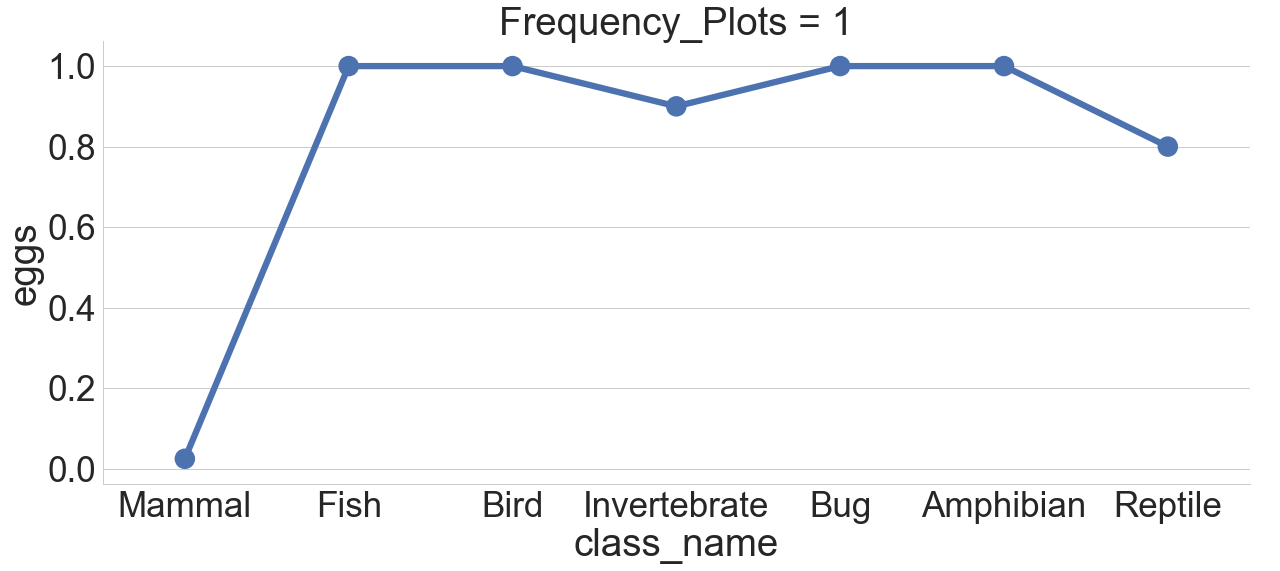 Frequency_Plots = 1
1.0
0.8
0.6
0.4
0.2
0.0
eggs
Mammal Fish Bird Invertebrate Bug Amphibian Reptile
class_name